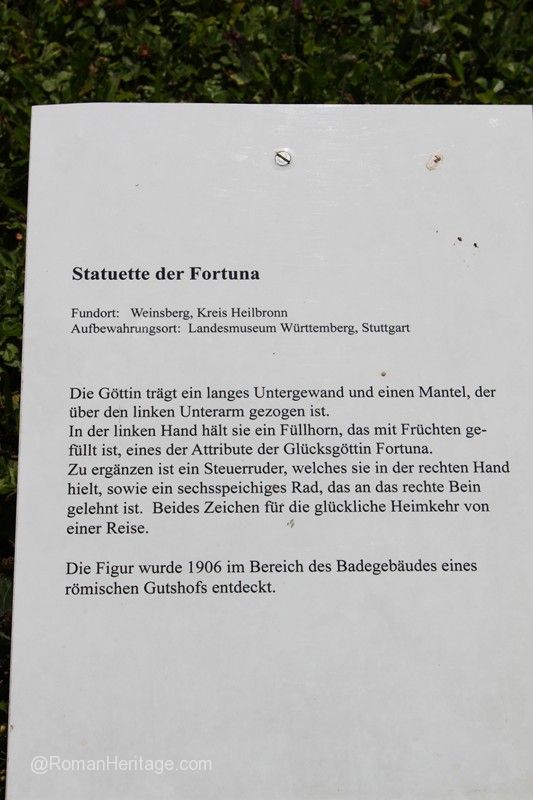 Statuette der Fortuna
Fundort: Weinsberg, Kreis Heilbronn
Aufbewahrungsort: Landesmuseum Württemberg, Stuttgart
Die Göttin trägt ein langes Untergewand und einen Mantel, der
über den linken Unterarm gezogen ist.
In der linken Hand hält sie ein Füllhorn, das mit Früchten ge-
füllt ist, eines der Attribute der Glücksgöttin Fortuna.
Zu ergänzen ist ein Steuerruder, welches sie in der rechten Hand
hielt, sowie ein sechsspeichiges Rad, das an das rechte Bein
gelehnt ist. Beides Zeichen für die glückliche Heimkehr von
einer Reise.
Die Figur wurde 1906 im Bereich des Badegebäudes eines
römischen Gutshofs entdeckt.
@RomanHeritage.com